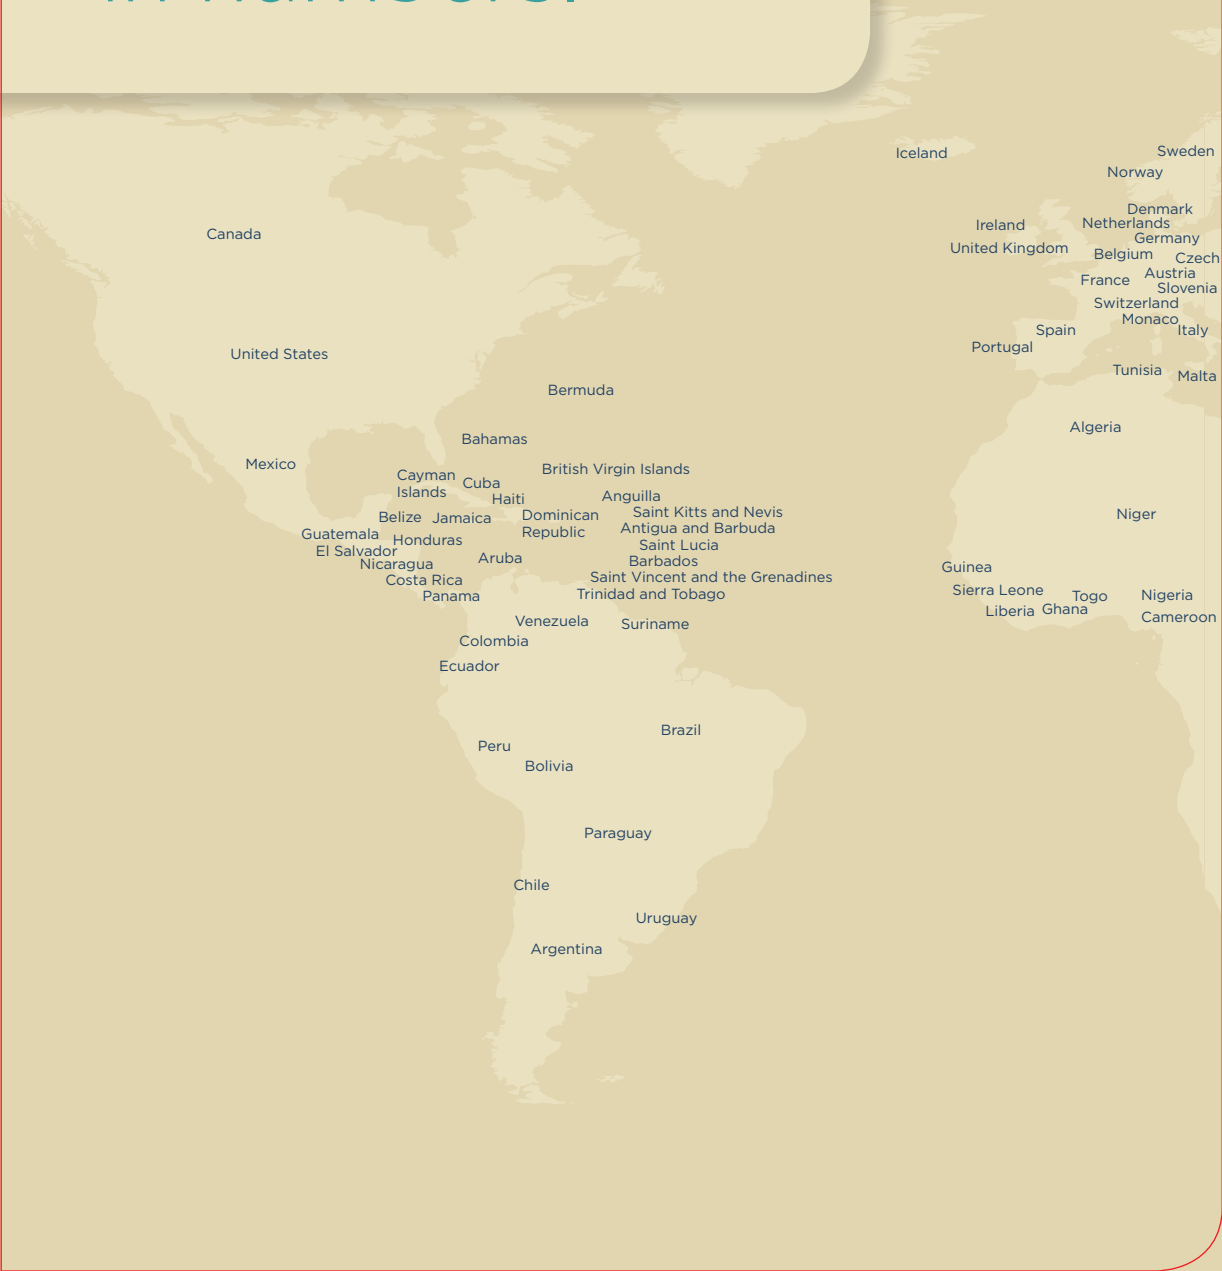 in numbers.
Iceland
Sweden
Norway
Denmark
Ireland
Netherlands
Canada
Germany
United Kingdom
Belgium
Czech
Austria
France
Slovenia
Switzerland
Monaco
Spain
Italy
Portugal
United States
Tunisia
Malta
Bermuda
Algeria
Bahamas
Mexico
British Virgin Islands
Cayman
Islands
Cuba
Haiti
Anguilla
Saint Kitts and Nevis
Niger
Belize
Jamaica
Dominican
Republic
Antigua and Barbuda
Guatemala
Honduras
Saint Lucia
El Salvador
Aruba
Barbados
Nicaragua
Guinea
Costa Rica
Saint Vincent and the Grenadines
Panama
Trinidad and Tobago
Sierra Leone
Togo
Nigeria
Liberia
Ghana
Cameroon
Venezuela
Suriname
Colombia
Ecuador
Brazil
Peru
Bolivia
Paraguay
Chile
Uruguay
Argentina